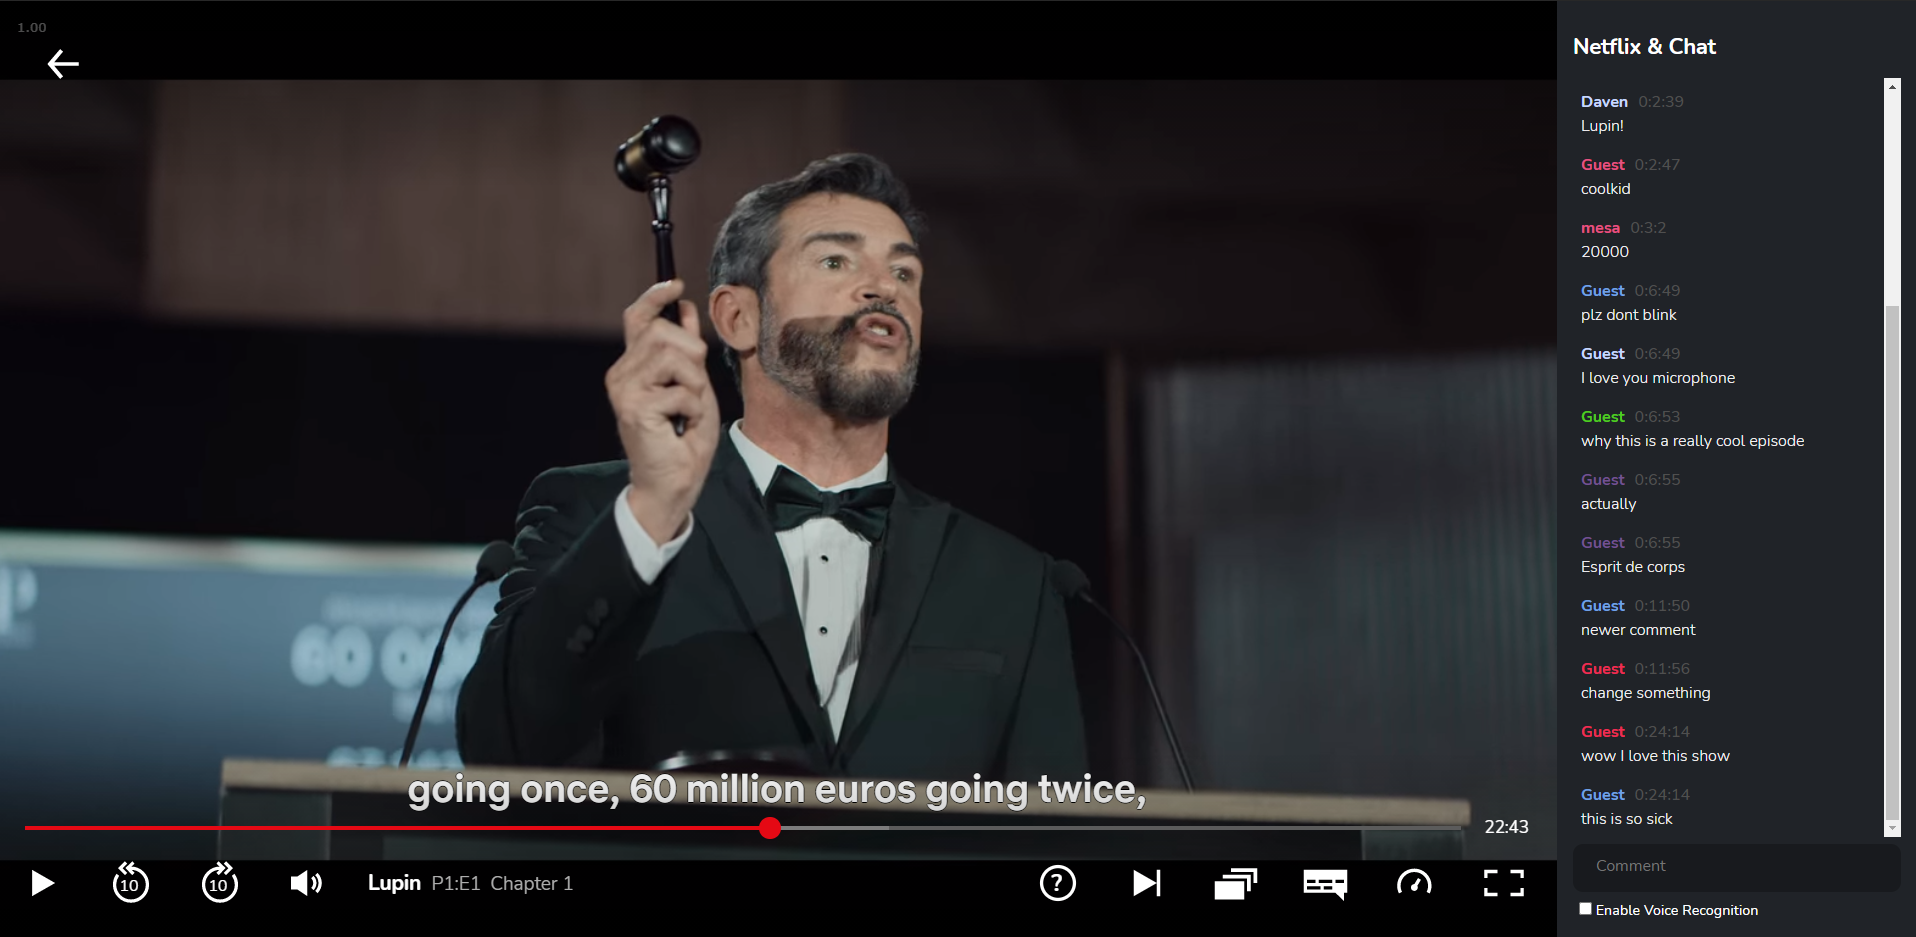 1.00
going once, 60 million euros going twice,
22:43
10
10
Lupin P1:E1 Chapter 1
?
Netflix & Chat
Daven 0:2:39
Lupin!
Guest 0:2:47
coolkid
mesa 0:3:2
20000
Guest 0:6:49
plz dont blink
Guest 0:6:49
I love you microphone
Guest 0:6:53
why this is a really cool episode
Guest 0:6:55
actually
Guest 0:6:55
Esprit de corps
Guest 0:11:50
newer comment
Guest 0:11:56
change something
Guest 0:24:14
wow I love this show
Guest 0:24:14
this is so sick
Comment
Enable Voice Recognition